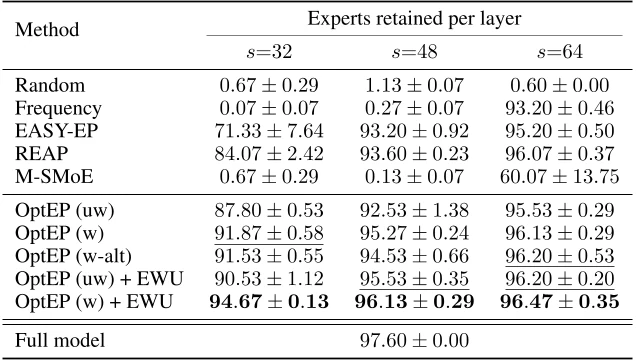 Method Experts retained per layer
s=32 s=48 s=64
Random 0.67 ± 0.29 1.13 ± 0.07 0.60 ± 0.00
Frequency 0.07 ± 0.07 0.27 ± 0.07 93.20 ± 0.46
EASY-EP 71.33 ± 7.64 93.20 ± 0.92 95.20 ± 0.50
REAP 84.07 ± 2.42 93.60 ± 0.23 96.07 ± 0.37
M-SMoE 0.67 ± 0.29 0.13 ± 0.07 60.07 ± 13.75
OptEP (uw) 87.80 ± 0.53 92.53 ± 1.38 95.53 ± 0.29
OptEP (w) 91.87 ± 0.58 95.27 ± 0.24 96.13 ± 0.29
OptEP (w-alt) 91.53 ± 0.55 94.53 ± 0.66 96.20 ± 0.53
OptEP (uw) + EWU 90.53 ± 1.12 95.53 ± 0.35 96.20 ± 0.20
OptEP (w) + EWU 94.67 ± 0.13 96.13 ± 0.29 96.47 ± 0.35
Full model 97.60 ± 0.00